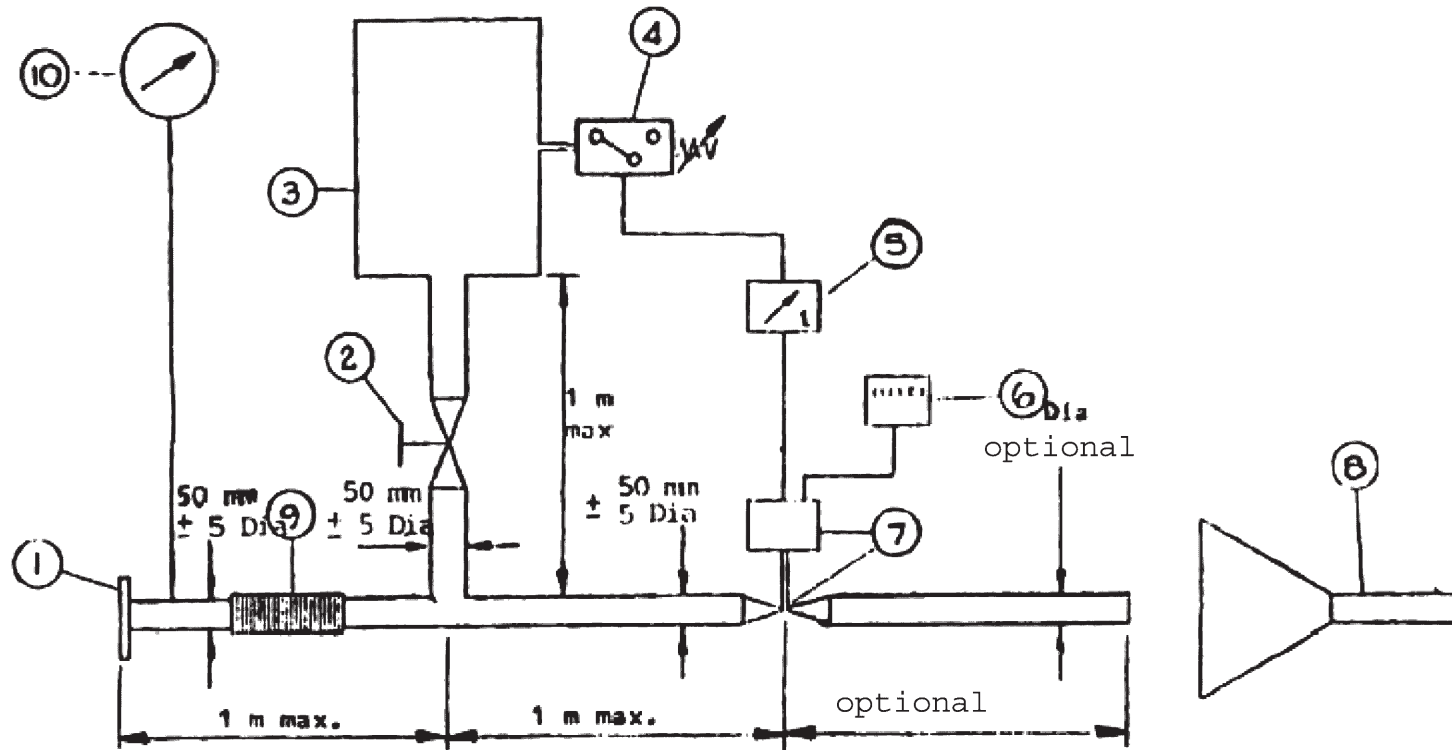 10
4
3
5
2
1 m
max
6
Dia
optional
8
50 mm
± 5 Dia
9
50 mm
± 5 Dia
± 50 mm
5 Dia
7
1
1 m max.
1 m max.
optional